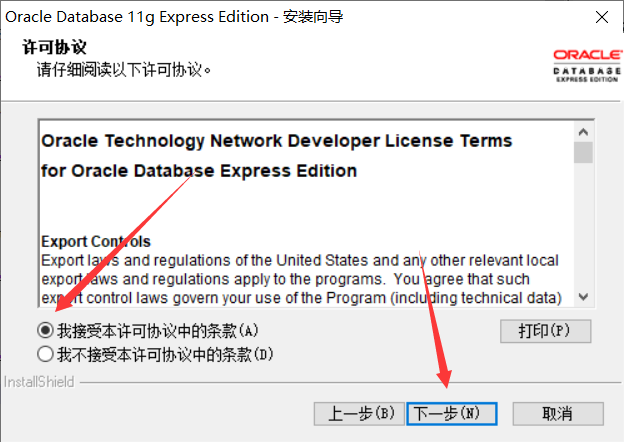 Oracle Database 11g Express Edition - 安装向导
许可协议
请仔细阅读以下许可协议。
ORACLE
DATABASE
EXPRESS EDITION
Oracle Technology Network Developer License Terms
for Oracle Database Express Edition
Export Controls
Export laws and regulations of the United States and any other relevant local
export laws and regulations apply to the programs.  You agree that such
export control laws govern your use of the Program (including technical data)
我接受本许可协议中的条款(A)
打印(P)
我不接受本许可协议中的条款(D)
InstallShield
上一步(B)
下一步(N)
取消